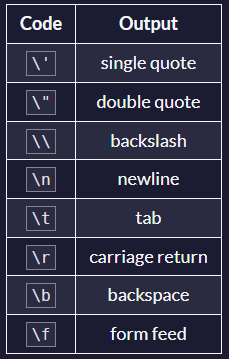 Code Output
\' single quote
\" double quote
\\ backslash
\n newline
\t tab
\r carriage return
\b backspace
\f form feed